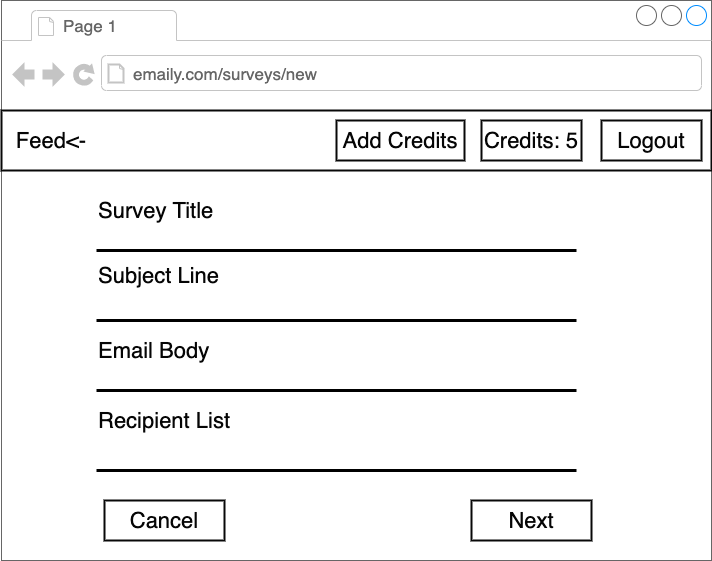 Page 1
emaily.com/surveys/new
Feed<- Add Credits Credits: 5 Logout
Survey Title
Subject Line
Email Body
Recipient List
Cancel Next